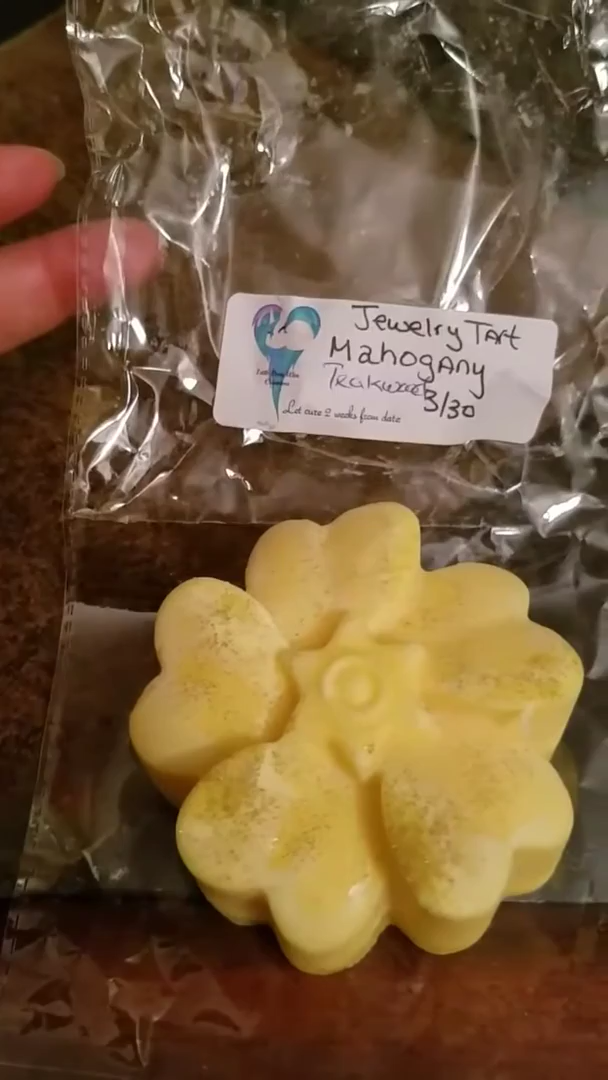 Jewelry Tart
Mahogany
Teakwood
3/30
Let cure 2 weeks from date